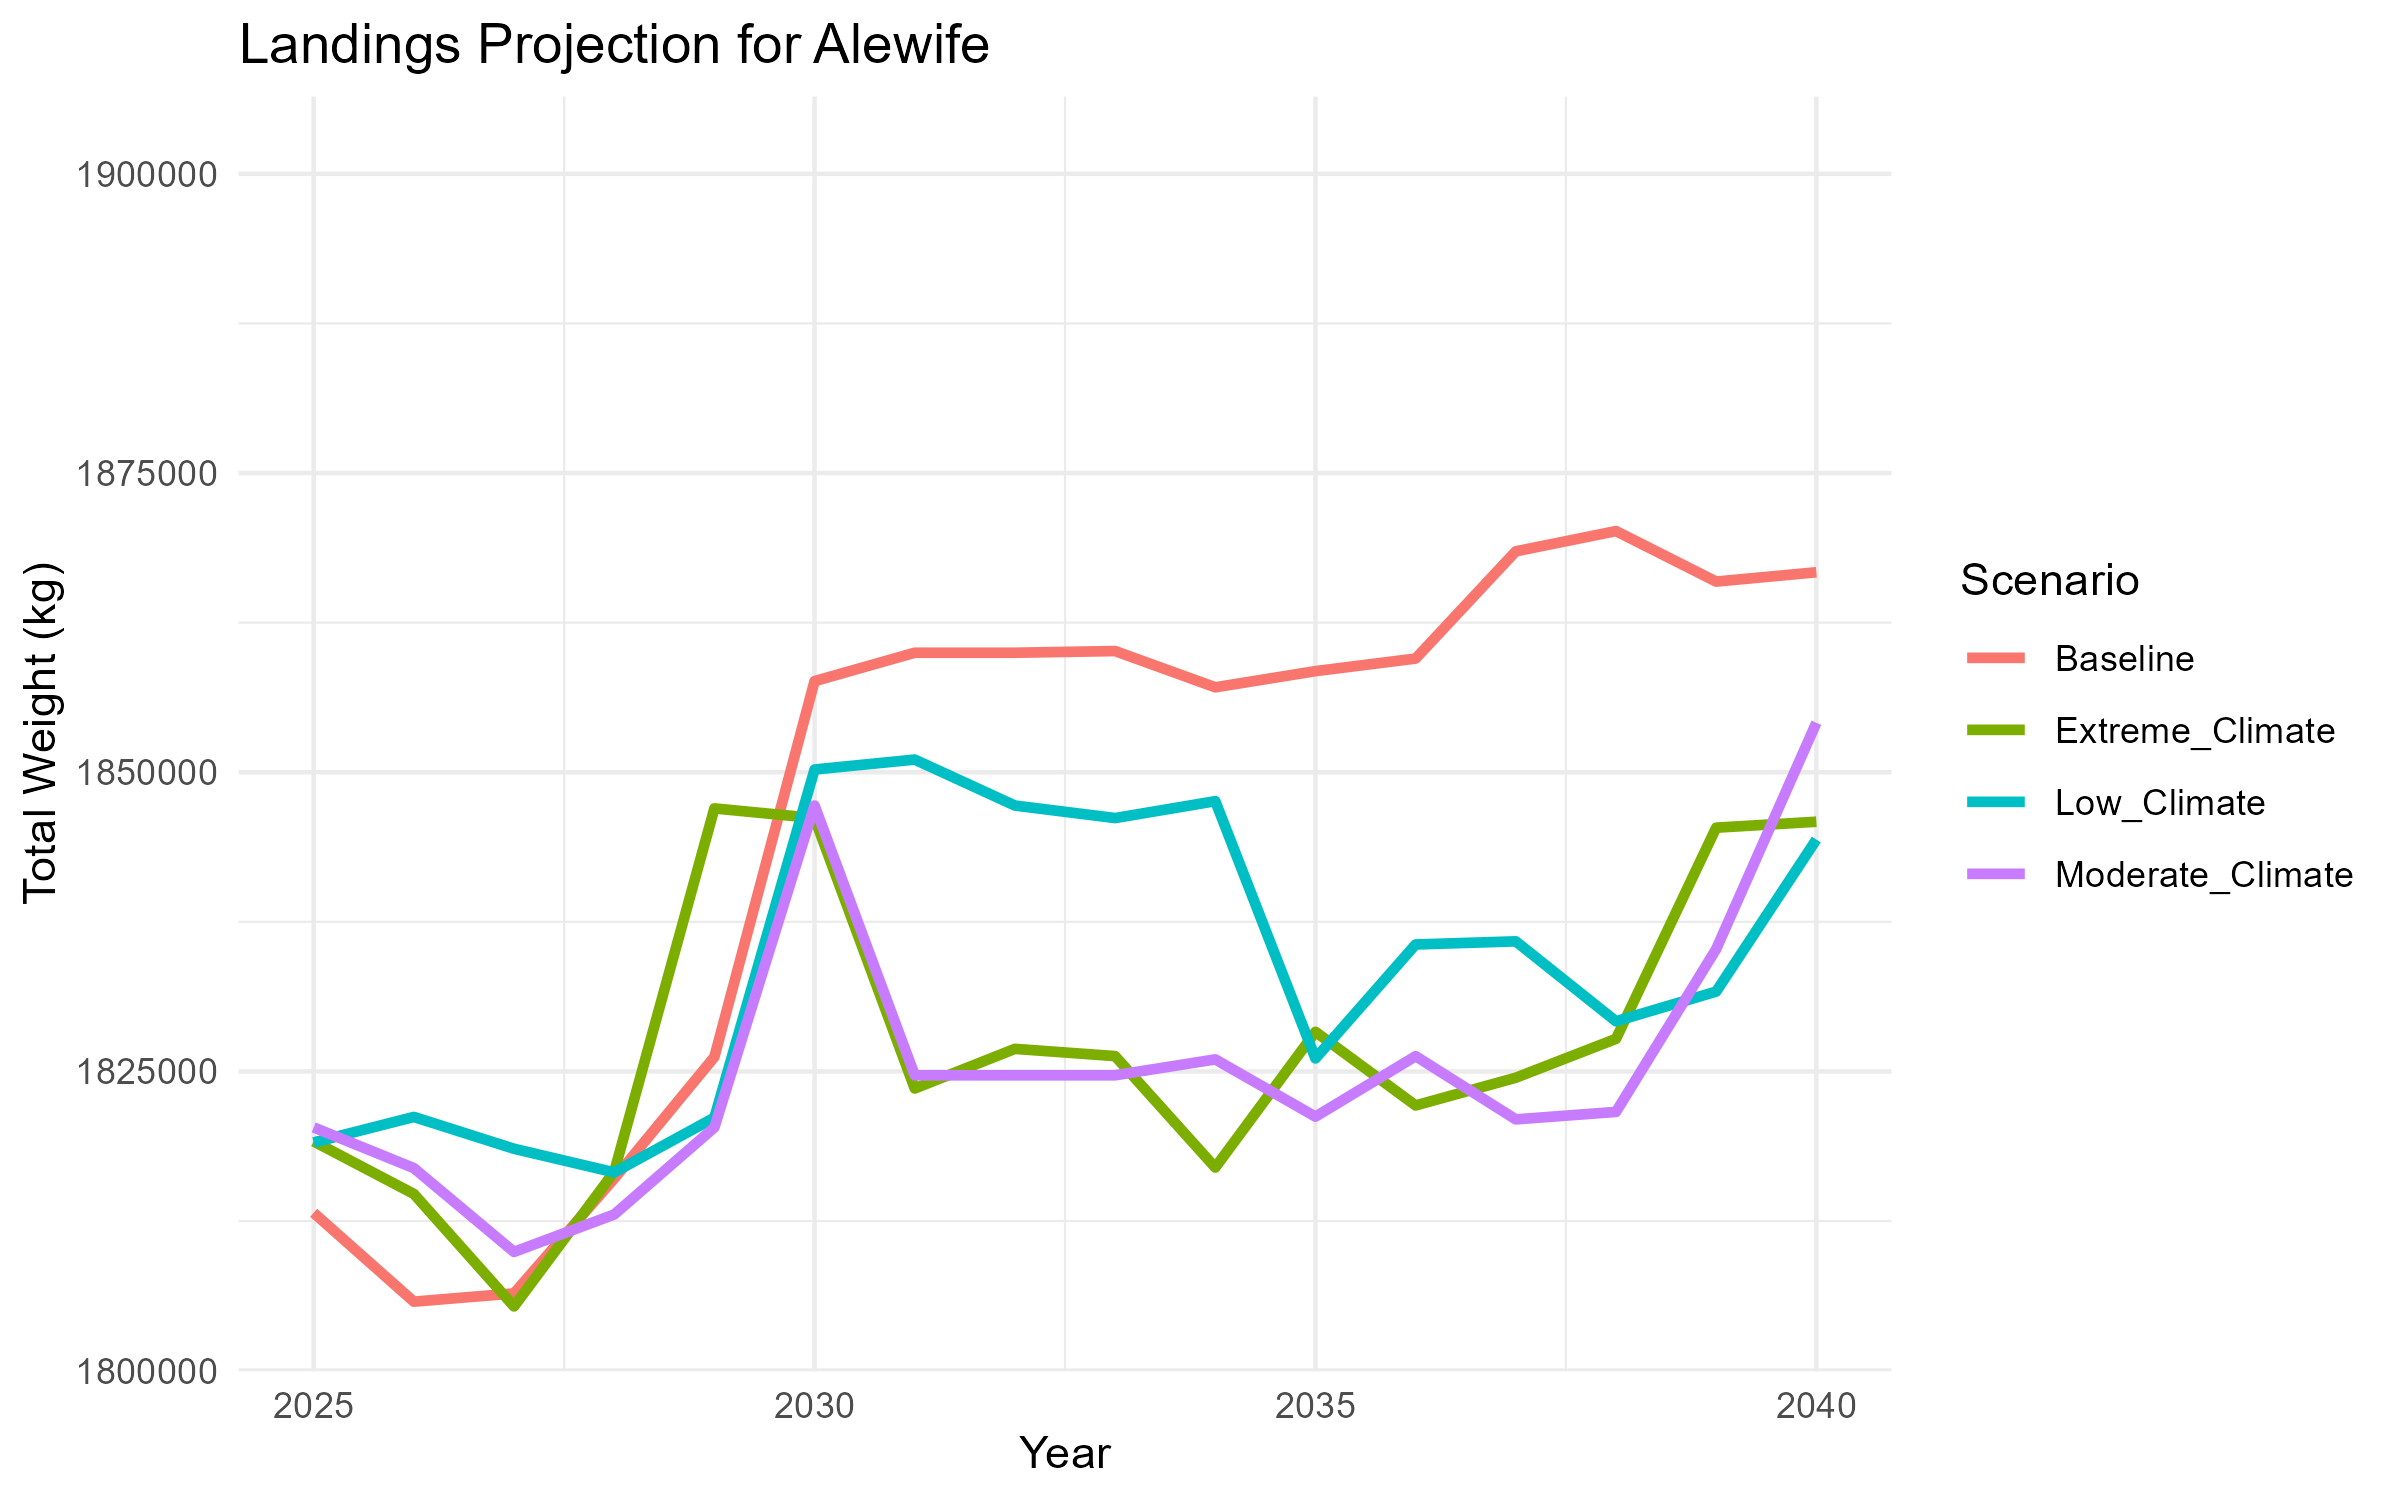 Landings Projection for Alewife
Total Weight (kg)
1900000
1875000
1850000
1825000
1800000
2025
2030
2035
2040
Year
Scenario
Baseline
Extreme_Climate
Low_Climate
Moderate_Climate